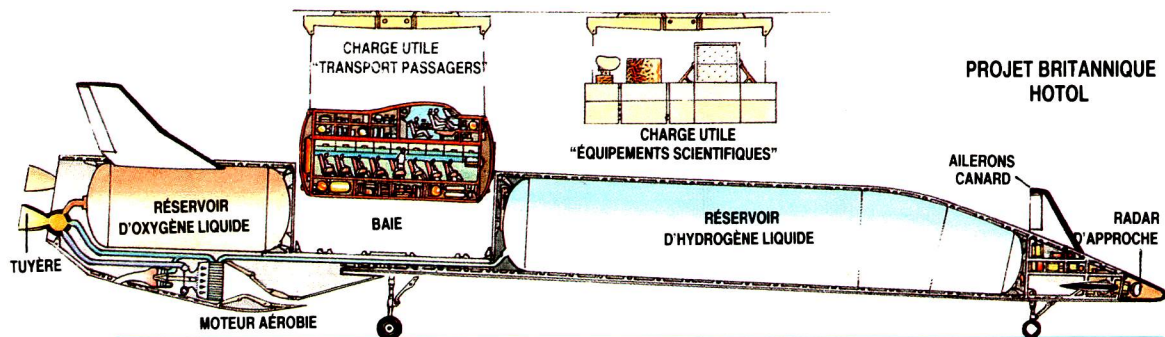 CHARGE UTILE
"TRANSPORT PASSAGERS"
CHARGE UTILE
"ÉQUIPEMENTS SCIENTIFIQUES"
PROJET BRITANNIQUE
HOTOL
AILERONS
CANARD
RADAR
D'APPROCHE
RÉSERVOIR
D'OXYGÈNE LIQUIDE
BAIE
RÉSERVOIR
D'HYDROGÈNE LIQUIDE
TUYÈRE
MOTEUR AÉROBIE